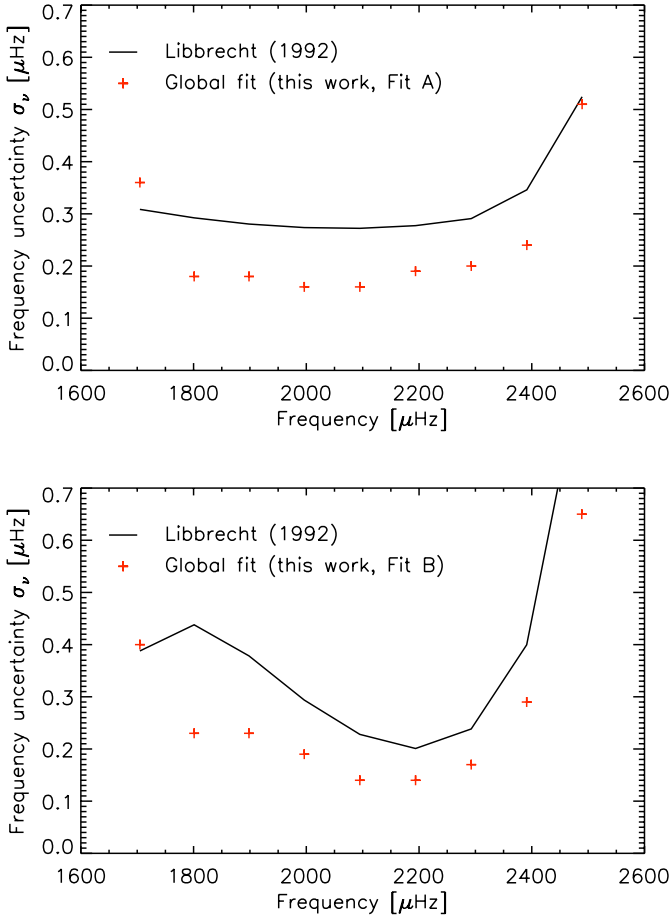 0.7
0.6
0.5
0.4
0.3
0.2
0.1
0.0
Frequency uncertainty σν [μHz]
Libbrecht (1992)
Global fit (this work, Fit A)
1600 1800 2000 2200 2400 2600
Frequency [μHz]
0.7
0.6
0.5
0.4
0.3
0.2
0.1
0.0
Frequency uncertainty σν [μHz]
Libbrecht (1992)
Global fit (this work, Fit B)
1600 1800 2000 2200 2400 2600
Frequency [μHz]